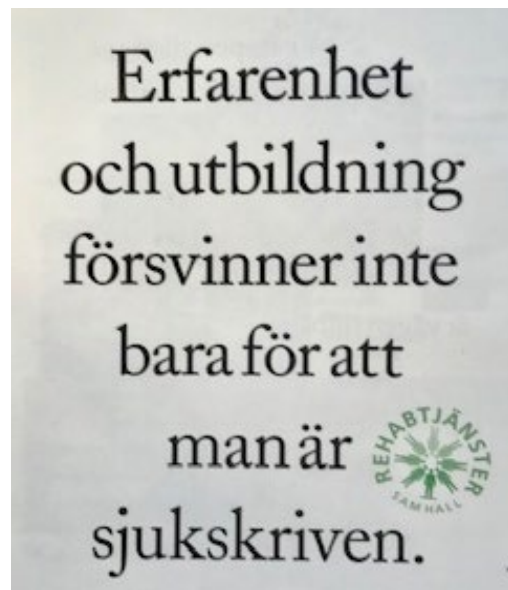 Erfarenhet
och utbildning
försvinner inte
bara för att
man är
sjukskriven.
REHABTJÄNSTER
SAMHALL